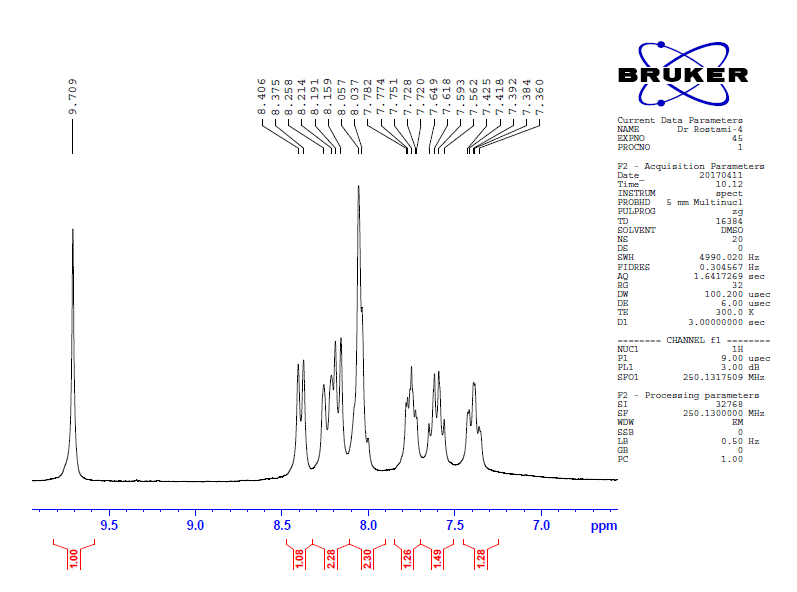 9.709
8.406
8.375
8.258
8.214
8.191
8.159
8.057
8.037
7.782
7.774
7.751
7.728
7.720
7.649
7.618
7.593
7.562
7.425
7.418
7.392
7.384
7.360
BRUKER
Current Data Parameters
NAME Dr Rostami-4
EXPNO 45
PROCNO 1
F2 - Acquisition Parameters
Date_ 20170411
Time 10.12
INSTRUM spect
PROBHD 5 mm Multinucl
PULPROG zg
TD 16384
SOLVENT DMSO
NS 20
DS 0
SWH 4990.020 Hz
FIDRES 0.304567 Hz
AQ 1.6417269 sec
RG 32
DW 100.200 usec
DE 6.00 usec
TE 300.0 K
D1 3.00000000 sec
======== CHANNEL f1 ========
NUC1 1H
P1 9.00 usec
PL1 3.00 dB
SFO1 250.1317509 MHz
F2 - Processing parameters
SI 32768
SF 250.1300000 MHz
WDW EM
SSB 0
LB 0.50 Hz
GB 0
PC 1.00
9.5 9.0 8.5 8.0 7.5 7.0 ppm
1.00 1.08 2.28 2.30 1.26 1.49 1.28